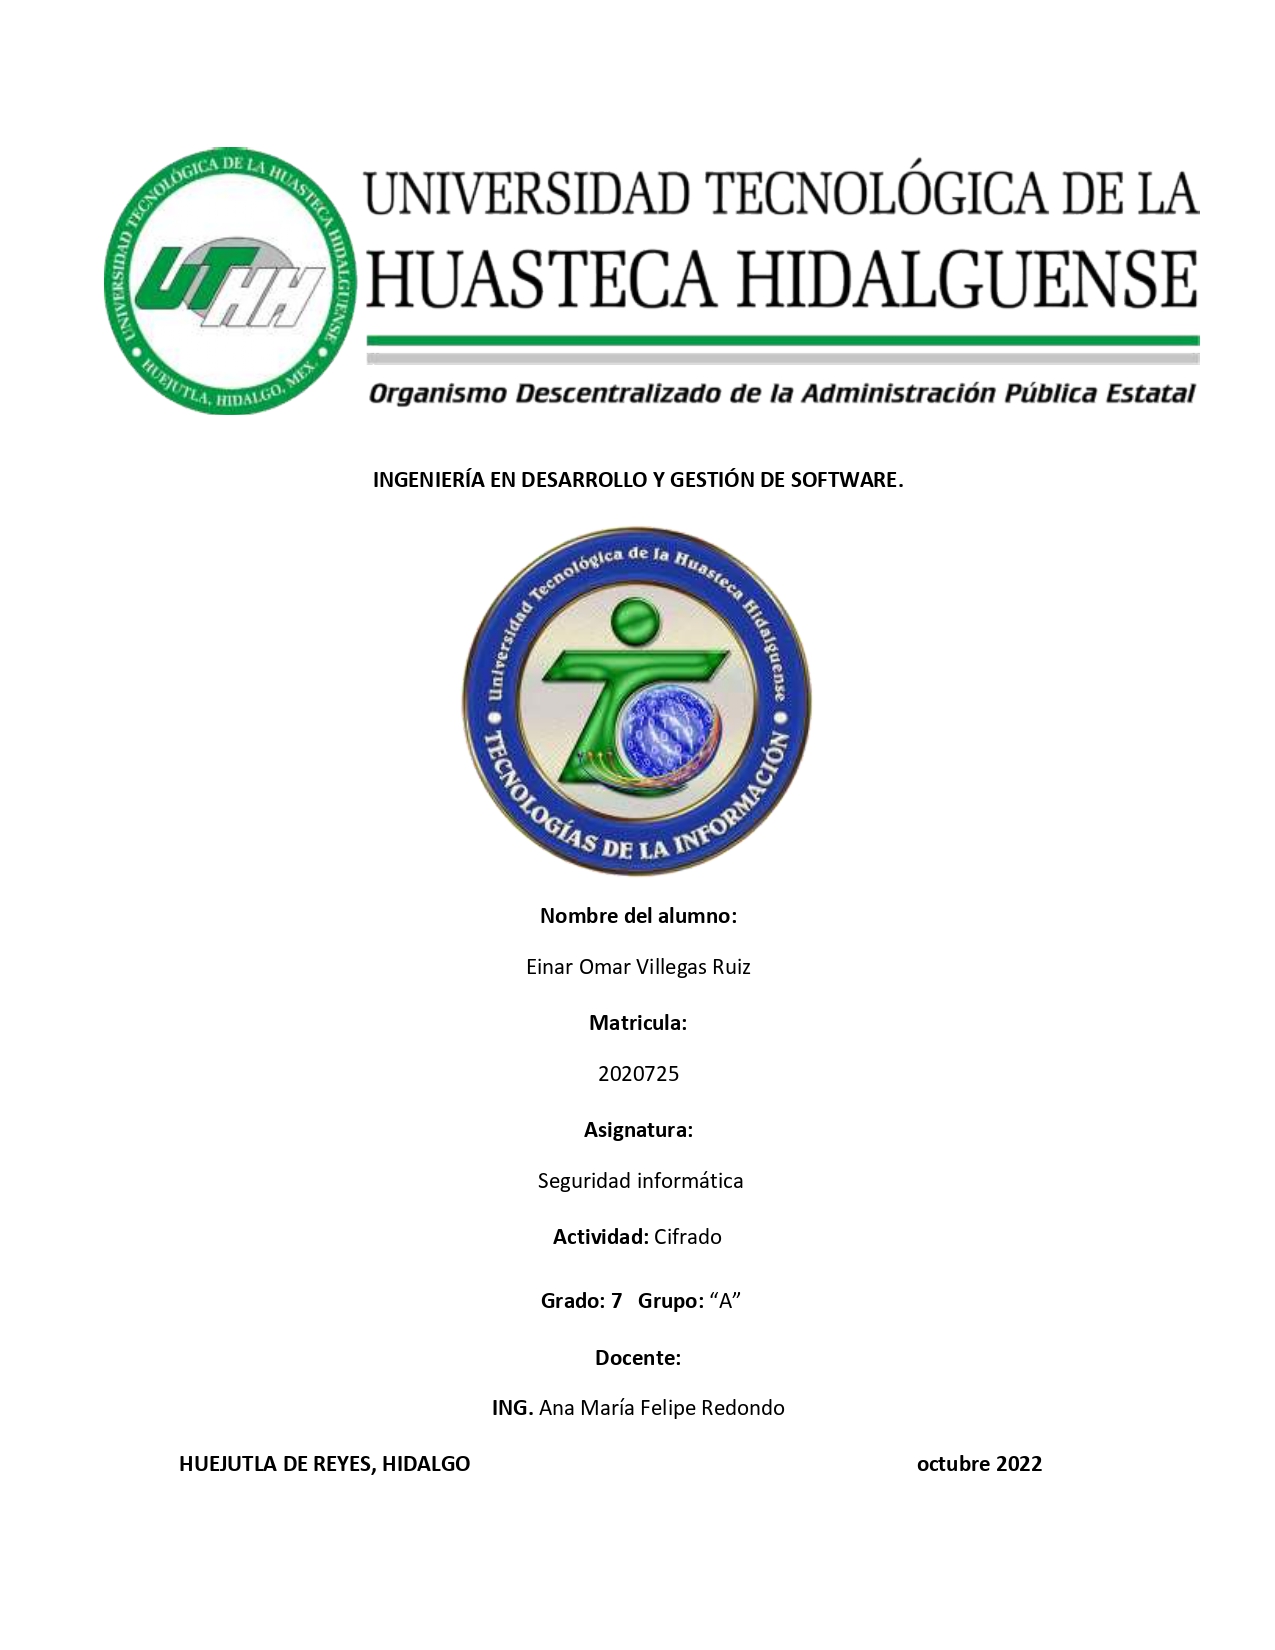 UNIVERSIDAD TECNOLÓGICA DE LA HUASTECA HIDALGUENSE
HUEJUTLA, HIDALGO, MEX.
UTHH
UNIVERSIDAD TECNOLÓGICA DE LA
HUASTECA HIDALGUENSE
Organismo Descentralizado de la Administración Pública Estatal
INGENIERÍA EN DESARROLLO Y GESTIÓN DE SOFTWARE.
Universidad Tecnológica de la Huasteca Hidalguense
TECNOLOGÍAS DE LA INFORMACIÓN
Nombre del alumno:
Einar Omar Villegas Ruiz
Matricula:
2020725
Asignatura:
Seguridad informática
Actividad: Cifrado
Grado: 7 Grupo: “A”
Docente:
ING. Ana María Felipe Redondo
HUEJUTLA DE REYES, HIDALGO octubre 2022